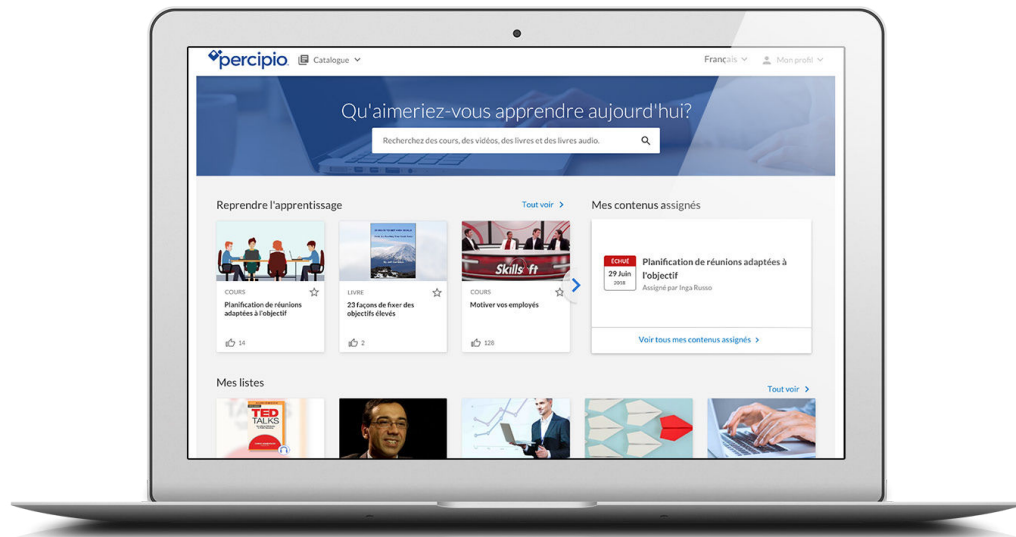 percipio
Catalogue
Français
Mon profil
Qu'aimeriez-vous apprendre aujourd'hui?
Recherchez des cours, des vidéos, des livres et des livres audio.
Reprendre l'apprentissage
Tout voir >
COURS
Planification de réunions
adaptées à l'objectif
14
LIVRE
23 façons de fixer des
objectifs élevés
2
Skillsoft
COURS
Motiver vos employés
128
Mes contenus assignés
ÉCHUÉ
29 Juin
2018
Planification de réunions adaptées à
l'objectif
Assigné par Inga Russo
Voir tous mes contenus assignés >
Mes listes
Tout voir >
TED
TALKS